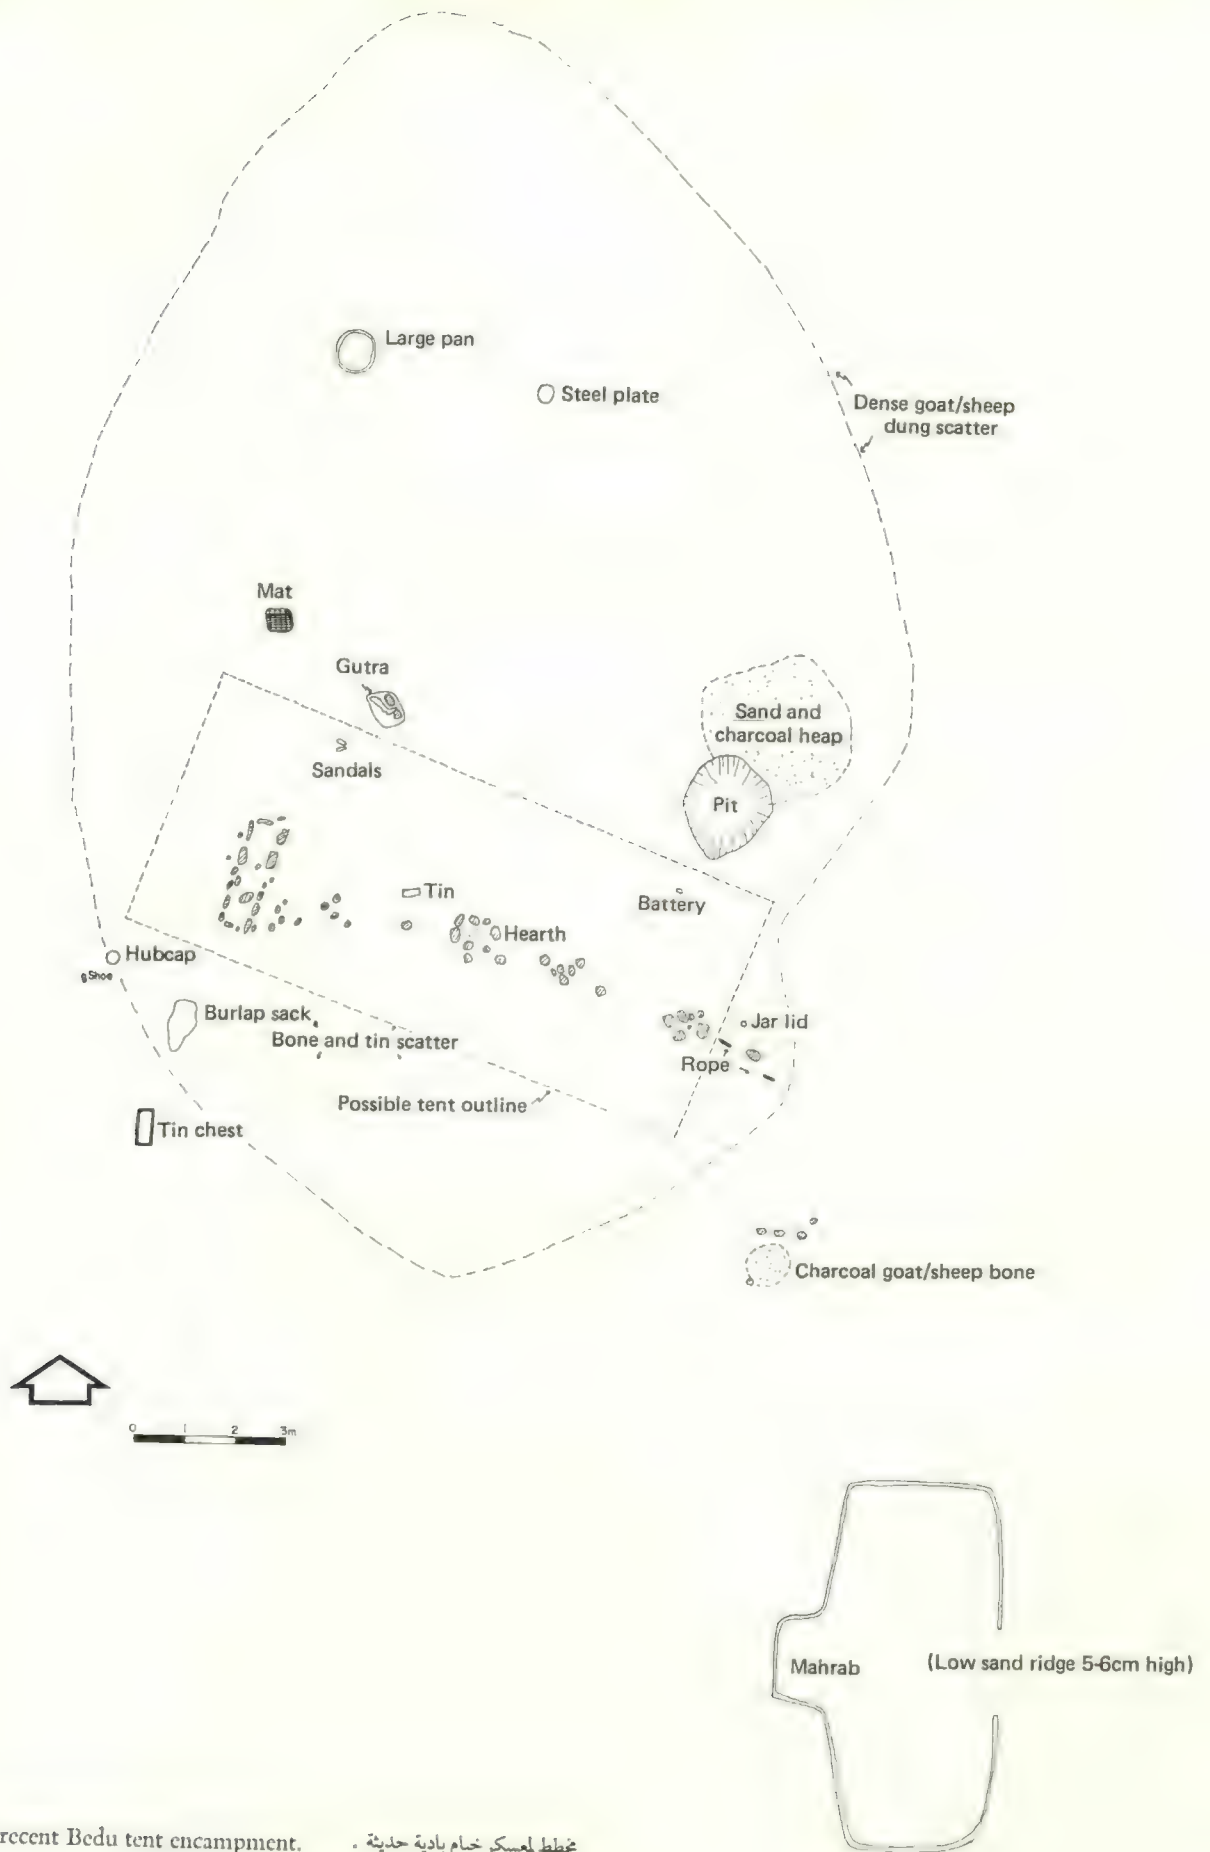 Large pan
Steel plate
Dense goat/sheep
dung scatter
Mat
Gutra
Sand and
charcoal heap
Sandals
Pit
Tin
Battery
Hearth
Hubcap
Shoe
Burlap sack
Jar lid
Bone and tin scatter
Rope
Possible tent outline
Tin chest
Charcoal goat/sheep bone
0 1 2 3m
Mahrab
(Low sand ridge 5-6cm high)
recent Bedu tent encampment.
مخطط لمعسكر خيام بادية حديثة .